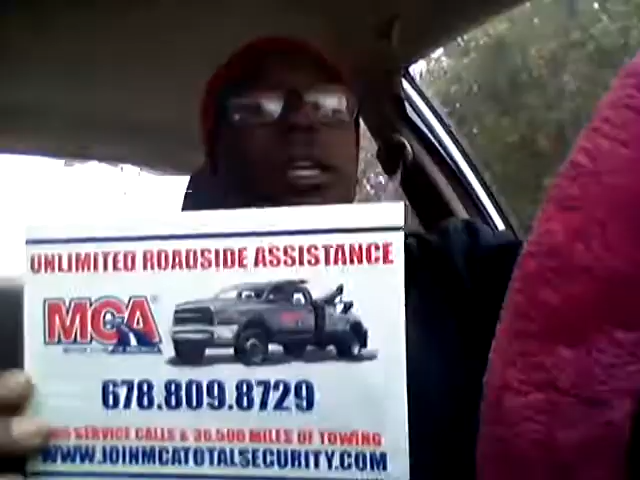 UNLIMITED ROADSIDE ASSISTANCE
MCA
678.809.8729
SERVICE CALLS & 36,500 MILES OF TOWING
WWW.JOINMCATOTALSECURITY.COM